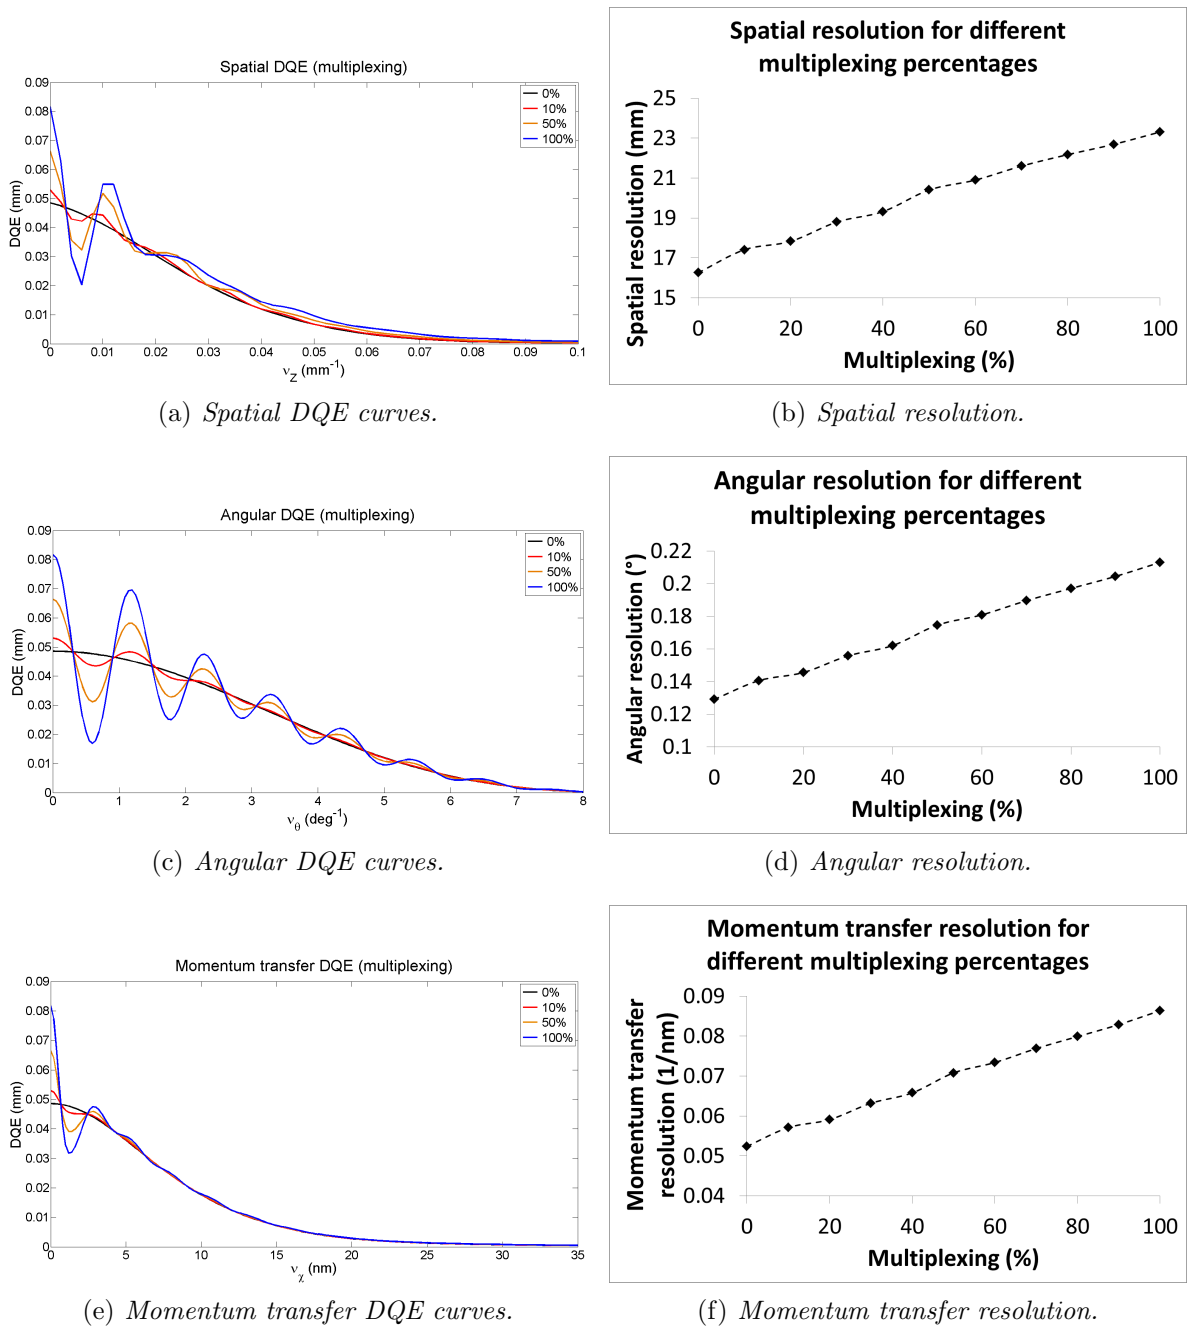 Spatial DQE (multiplexing)
DQE (mm)
0.09
0.08
0.07
0.06
0.05
0.04
0.03
0.02
0.01
0
0 0.01 0.02 0.03 0.04 0.05 0.06 0.07 0.08 0.09 0.1
νZ (mm-1)
0%
10%
50%
100%
(a) Spatial DQE curves.
Spatial resolution for different
multiplexing percentages
Spatial resolution (mm)
25
23
21
19
17
15
0 20 40 60 80 100
Multiplexing (%)
(b) Spatial resolution.
Angular DQE (multiplexing)
DQE (mm)
0.09
0.08
0.07
0.06
0.05
0.04
0.03
0.02
0.01
0
0 1 2 3 4 5 6 7 8
νθ (deg-1)
0%
10%
50%
100%
(c) Angular DQE curves.
Angular resolution for different
multiplexing percentages
Angular resolution (°)
0.22
0.2
0.18
0.16
0.14
0.12
0.1
0 20 40 60 80 100
Multiplexing (%)
(d) Angular resolution.
Momentum transfer DQE (multiplexing)
DQE (mm)
0.09
0.08
0.07
0.06
0.05
0.04
0.03
0.02
0.01
0
0 5 10 15 20 25 30 35
νχ (nm)
0%
10%
50%
100%
(e) Momentum transfer DQE curves.
Momentum transfer resolution for
different multiplexing percentages
Momentum transfer
resolution (1/nm)
0.09
0.08
0.07
0.06
0.05
0.04
0 20 40 60 80 100
Multiplexing (%)
(f) Momentum transfer resolution.